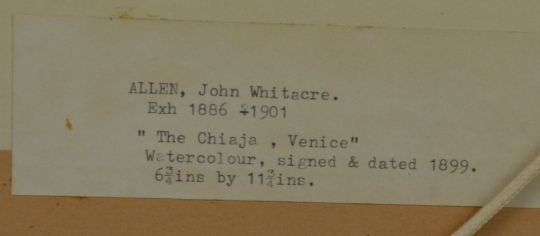 ALLEN, John Whitacre.
Exh 1886 -1901
" The Chiaja , Venice"
Watercolour, signed & dated 1899.
6¾ins by 11¾ins.